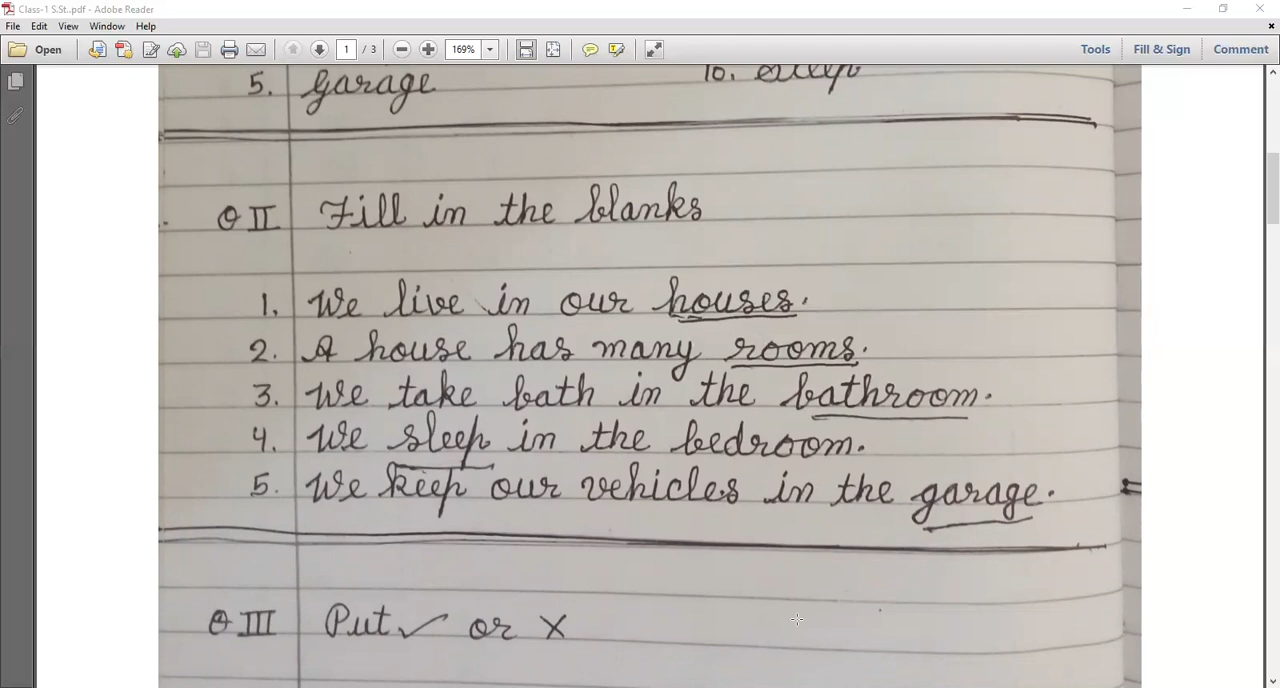 Class-1 S.St..pdf - Adobe Reader
File Edit View Window Help
Open 1 / 3 169% Tools Fill & Sign Comment
5. Garage 10. Sleep
Q II Fill in the blanks
1. We live in our houses.
2. A house has many rooms.
3. We take bath in the bathroom.
4. We sleep in the bedroom.
5. We keep our vehicles in the garage.
Q III Put ✓ or X